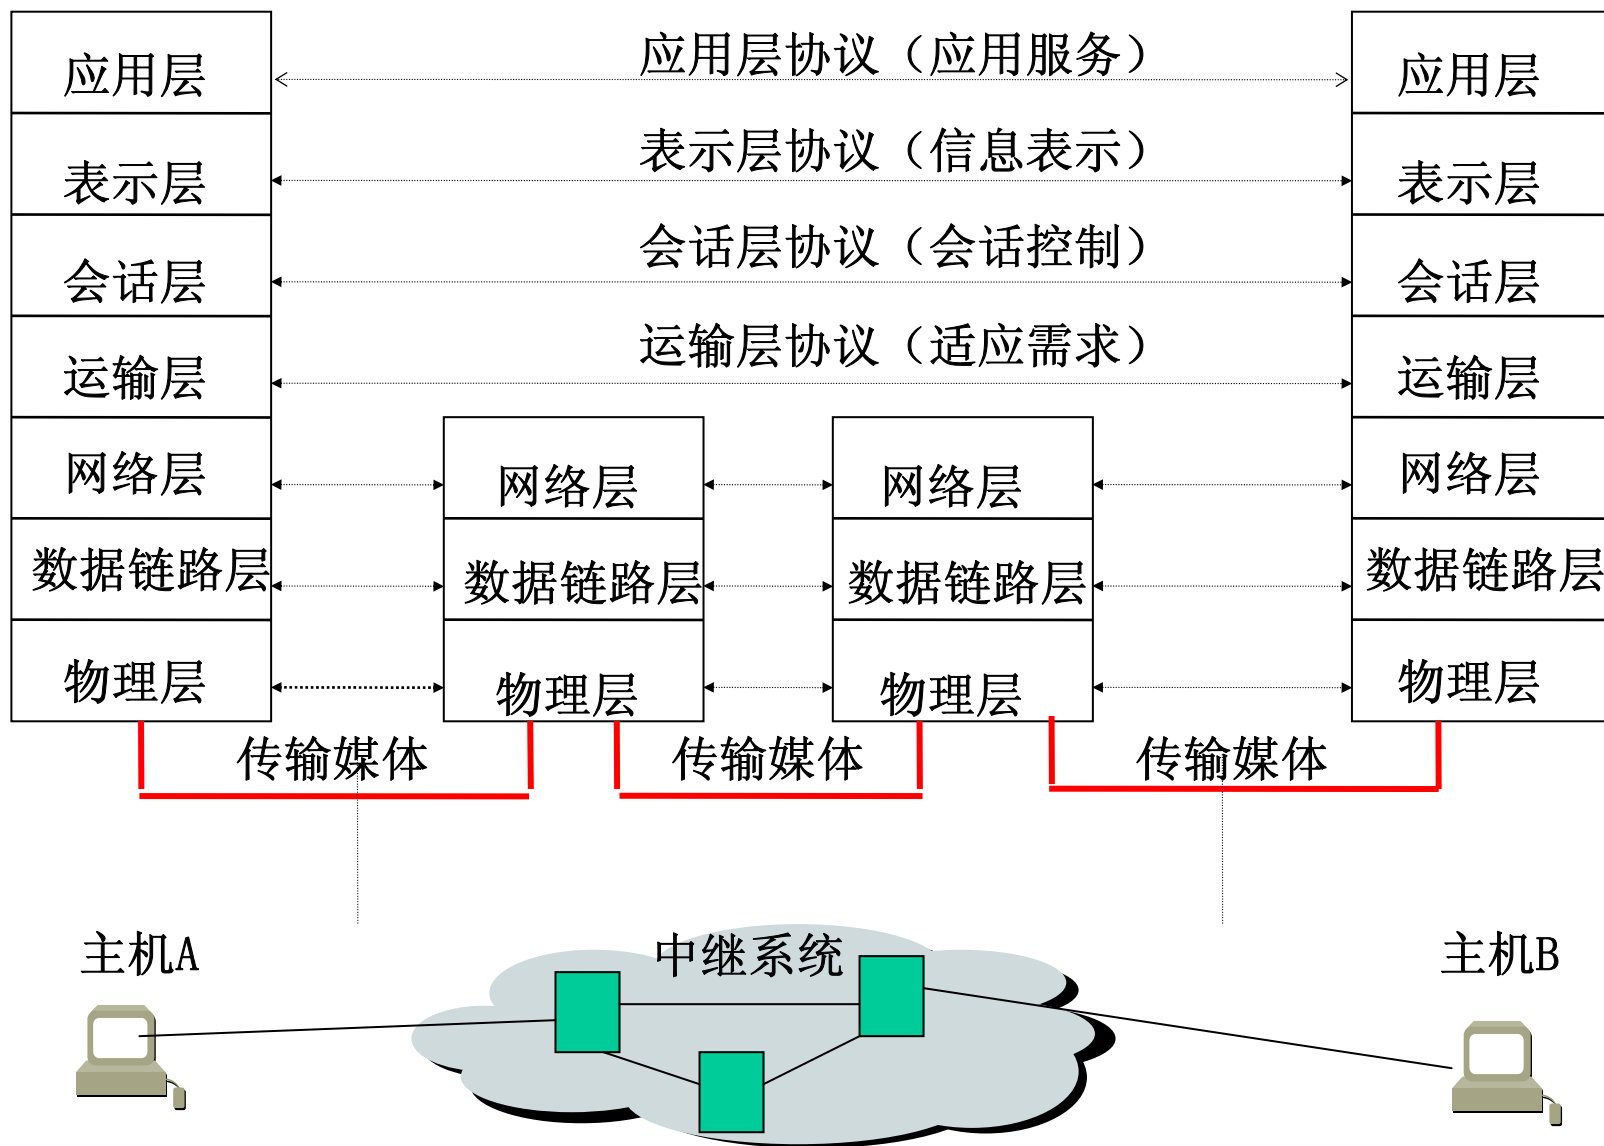 应用层
应用层协议（应用服务）
应用层
表示层
表示层协议（信息表示）
表示层
会话层
会话层协议（会话控制）
会话层
运输层
运输层协议（适应需求）
运输层
网络层
网络层
网络层
网络层
数据链路层
数据链路层
数据链路层
数据链路层
物理层
物理层
物理层
物理层
传输媒体
传输媒体
传输媒体
主机A
中继系统
主机B